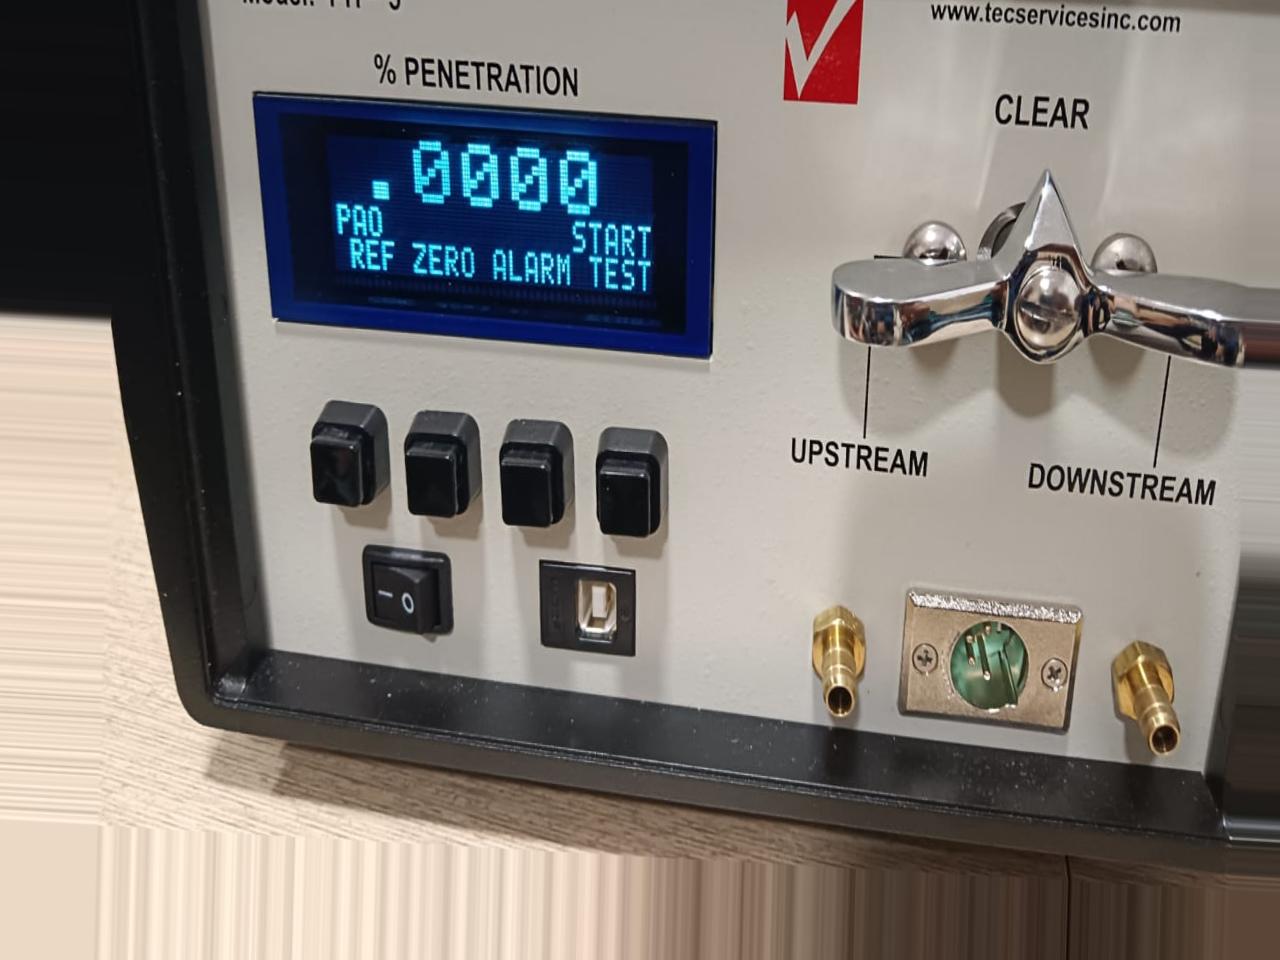 www.tecservicesinc.com
% PENETRATION
CLEAR
.0000
PAO
START
REF ZERO ALARM TEST
UPSTREAM
DOWNSTREAM